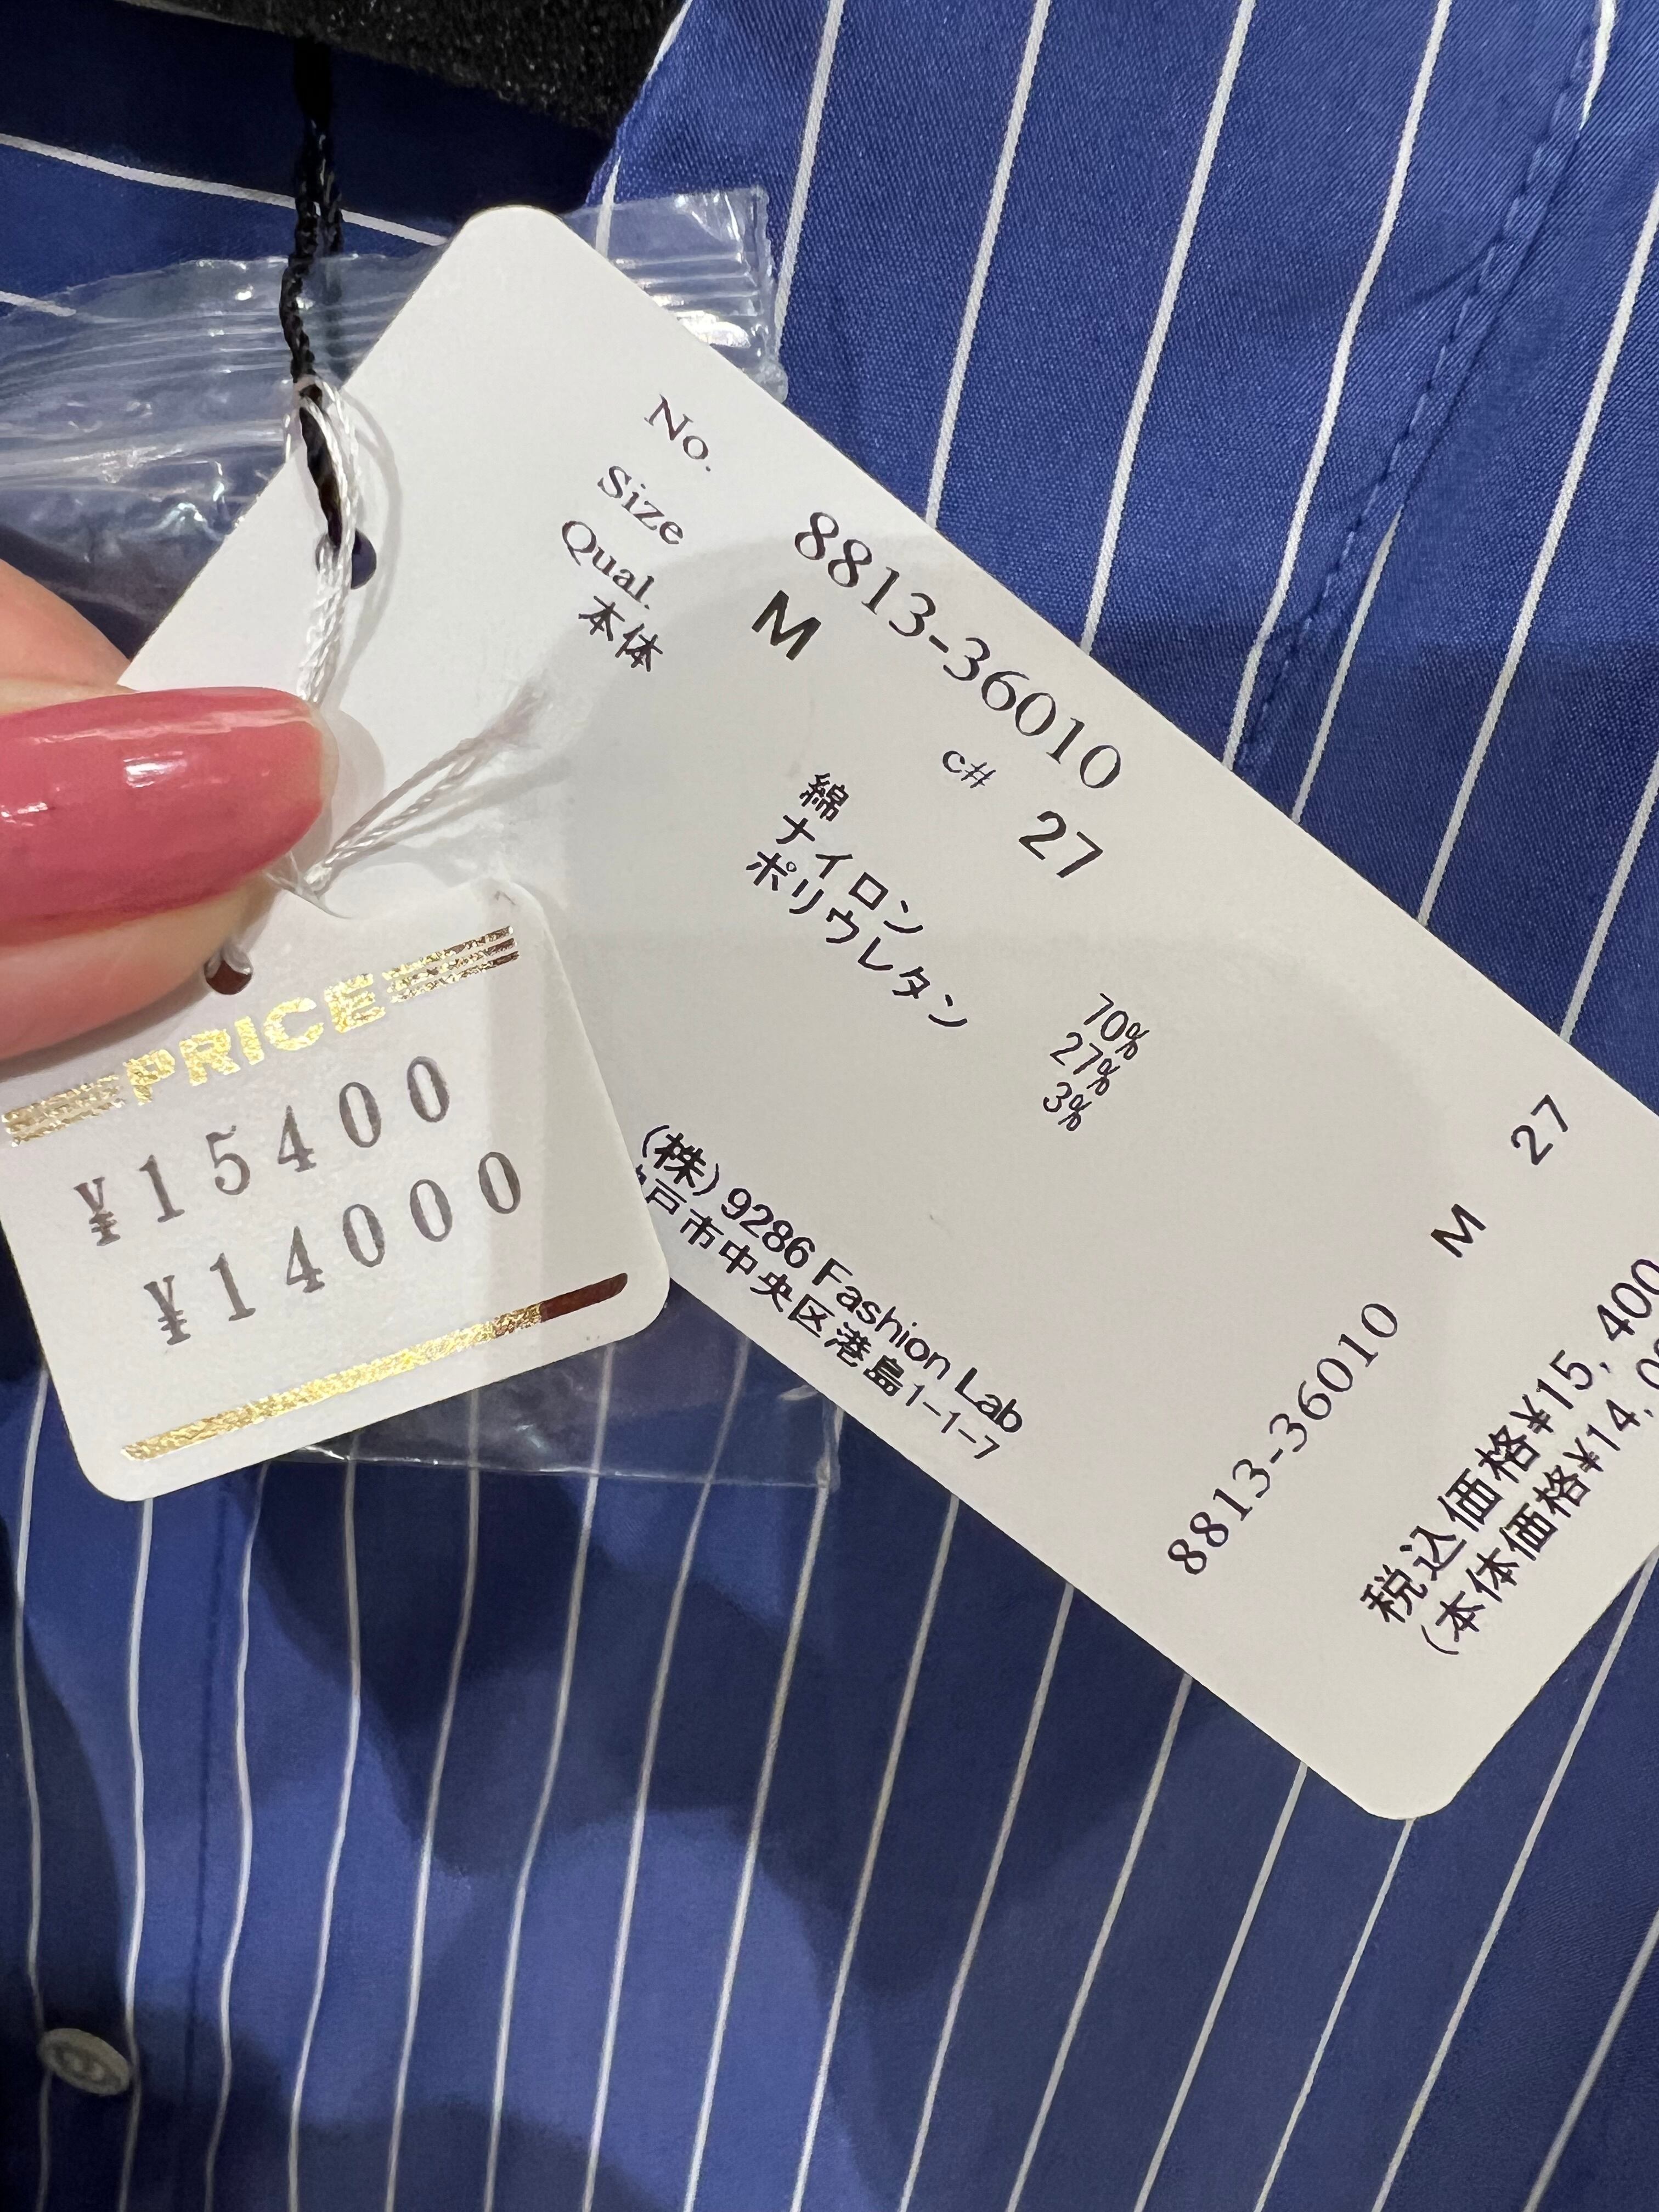 No. 8813-36010
Size M c# 27
Qual.
本体
綿 70%
ナイロン 27%
ポリウレタン 3%
(株)9286 Fashion Lab
戸市中央区港島1-1-7
8813-36010 M 27
税込価格¥15,400
(本体価格¥14,0
PRICE
¥15400
¥14000